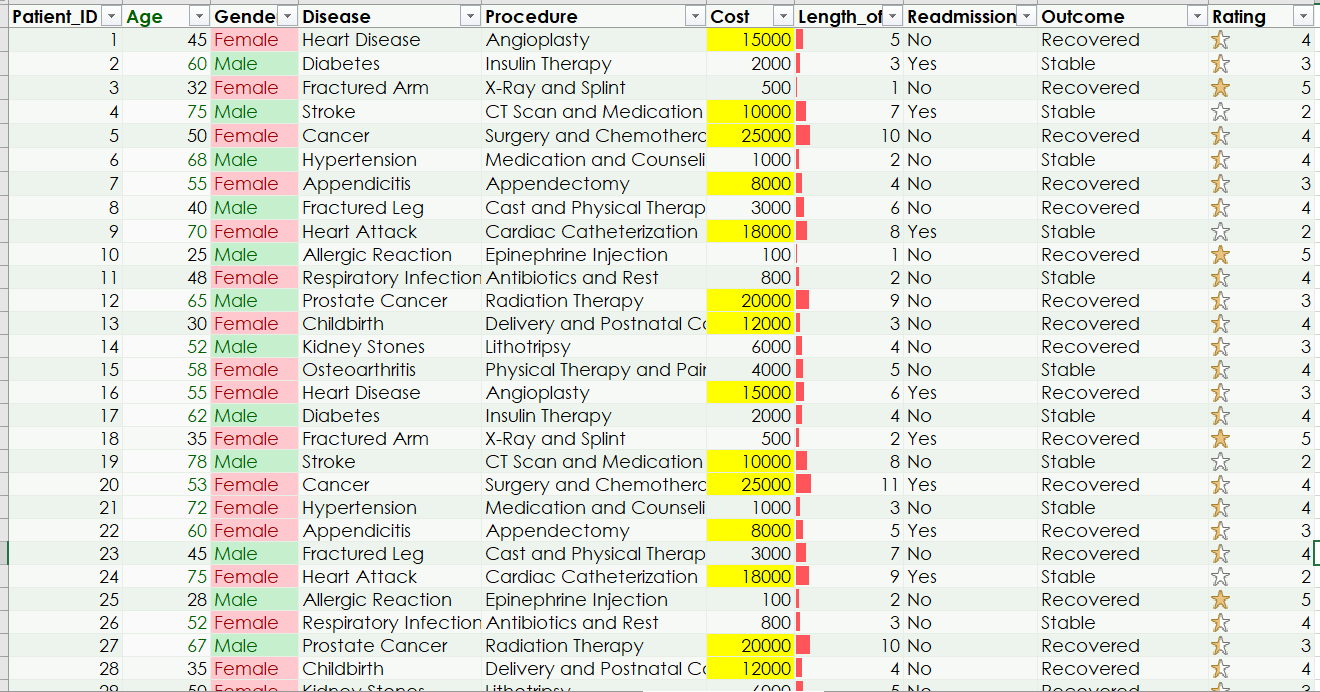 Patient_ID Age Gende Disease Procedure Cost Length_of Readmission Outcome Rating
1 45 Female Heart Disease Angioplasty 15000 5 No Recovered 4
2 60 Male Diabetes Insulin Therapy 2000 3 Yes Stable 3
3 32 Female Fractured Arm X-Ray and Splint 500 1 No Recovered 5
4 75 Male Stroke CT Scan and Medication 10000 7 Yes Stable 2
5 50 Female Cancer Surgery and Chemotherc 25000 10 No Recovered 4
6 68 Male Hypertension Medication and Counseli 1000 2 No Stable 4
7 55 Female Appendicitis Appendectomy 8000 4 No Recovered 3
8 40 Male Fractured Leg Cast and Physical Therap 3000 6 No Recovered 4
9 70 Female Heart Attack Cardiac Catheterization 18000 8 Yes Stable 2
10 25 Male Allergic Reaction Epinephrine Injection 100 1 No Recovered 5
11 48 Female Respiratory Infection Antibiotics and Rest 800 2 No Stable 4
12 65 Male Prostate Cancer Radiation Therapy 20000 9 No Recovered 3
13 30 Female Childbirth Delivery and Postnatal Cc 12000 3 No Recovered 4
14 52 Male Kidney Stones Lithotripsy 6000 4 No Recovered 3
15 58 Female Osteoarthritis Physical Therapy and Pair 4000 5 No Stable 4
16 55 Female Heart Disease Angioplasty 15000 6 Yes Recovered 3
17 62 Male Diabetes Insulin Therapy 2000 4 No Stable 4
18 35 Female Fractured Arm X-Ray and Splint 500 2 Yes Recovered 5
19 78 Male Stroke CT Scan and Medication 10000 8 No Stable 2
20 53 Female Cancer Surgery and Chemotherc 25000 11 Yes Recovered 4
21 72 Male Hypertension Medication and Counseli 1000 3 No Stable 4
22 60 Female Appendicitis Appendectomy 8000 5 Yes Recovered 3
23 45 Male Fractured Leg Cast and Physical Therap 3000 7 No Recovered 4
24 75 Female Heart Attack Cardiac Catheterization 18000 9 Yes Stable 2
25 28 Male Allergic Reaction Epinephrine Injection 100 2 No Recovered 5
26 52 Female Respiratory Infection Antibiotics and Rest 800 3 No Stable 4
27 67 Male Prostate Cancer Radiation Therapy 20000 10 No Recovered 3
28 35 Female Childbirth Delivery and Postnatal Cc 12000 4 No Recovered 4
29 50 Female Kidney Stones Lithotripsy 6000 5 No Recovered 3